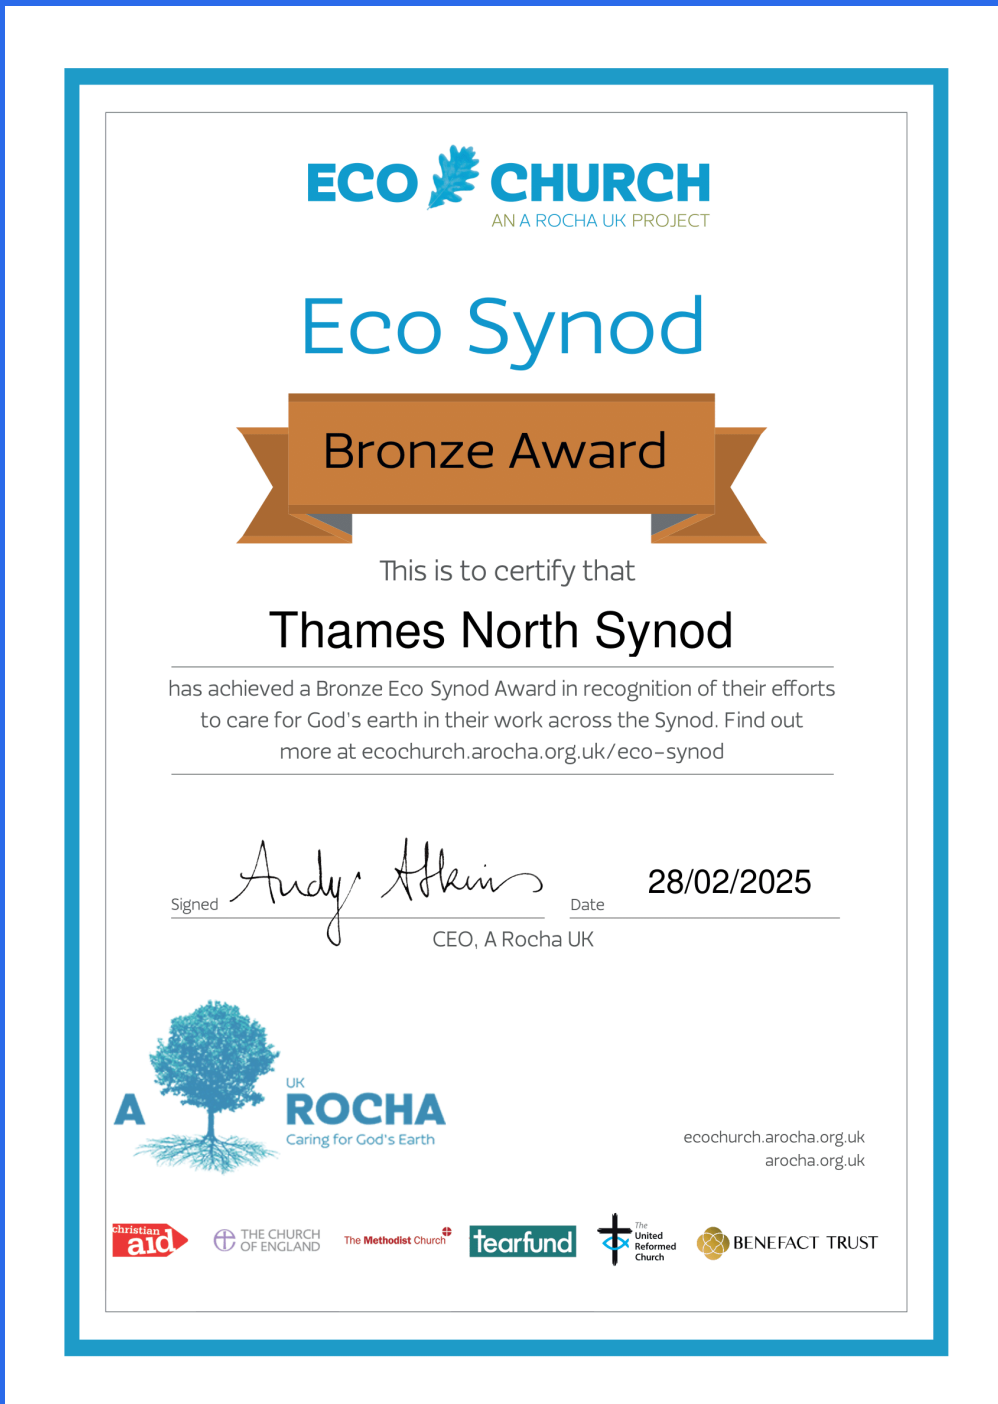 ECO CHURCH
AN A ROCHA UK PROJECT
Eco Synod
Bronze Award
This is to certify that
Thames North Synod
has achieved a Bronze Eco Synod Award in recognition of their efforts
to care for God's earth in their work across the Synod. Find out
more at ecochurch.arocha.org.uk/eco-synod
Signed Andy Atkins Date 28/02/2025
CEO, A Rocha UK
UK
A ROCHA
Caring for God's Earth
ecochurch.arocha.org.uk
arocha.org.uk
christian
aid
THE CHURCH
OF ENGLAND
The Methodist Church
tearfund
The
United
Reformed
Church
BENEFACT TRUST